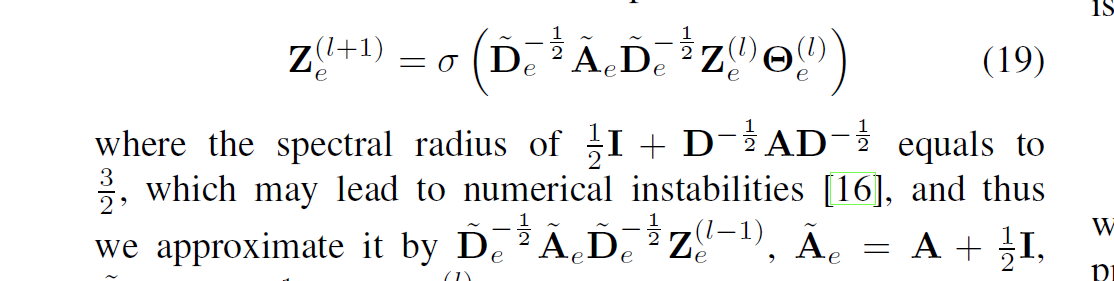 is
Z_e^{(l+1)} = σ ( D̃_e^{-1/2} Ã_e D̃_e^{-1/2} Z_e^{(l)} Θ_e^{(l)} ) (19)
where the spectral radius of 1/2 I + D^{-1/2} A D^{-1/2} equals to
3/2, which may lead to numerical instabilities [16], and thus
we approximate it by D̃_e^{-1/2} Ã_e D̃_e^{-1/2} Z_e^{(l-1)}, Ã_e = A + 1/2 I,